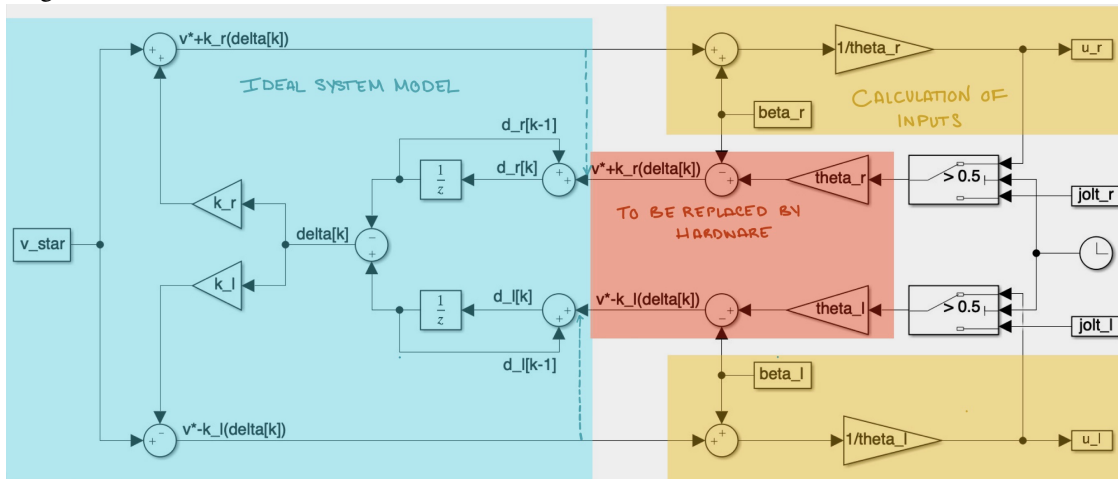 v*+k_r(delta[k])
1/theta_r
u_r
IDEAL SYSTEM MODEL
CALCULATION OF
INPUTS
beta_r
d_r[k-1]
d_r[k]
1
z
v*+k_r(delta[k])
theta_r
> 0.5
jolt_r
TO BE REPLACED BY
HARDWARE
k_r
v_star
delta[k]
k_l
d_l[k]
1
z
v*-k_l(delta[k])
theta_l
> 0.5
jolt_l
d_l[k-1]
beta_l
v*-k_l(delta[k])
1/theta_l
u_l